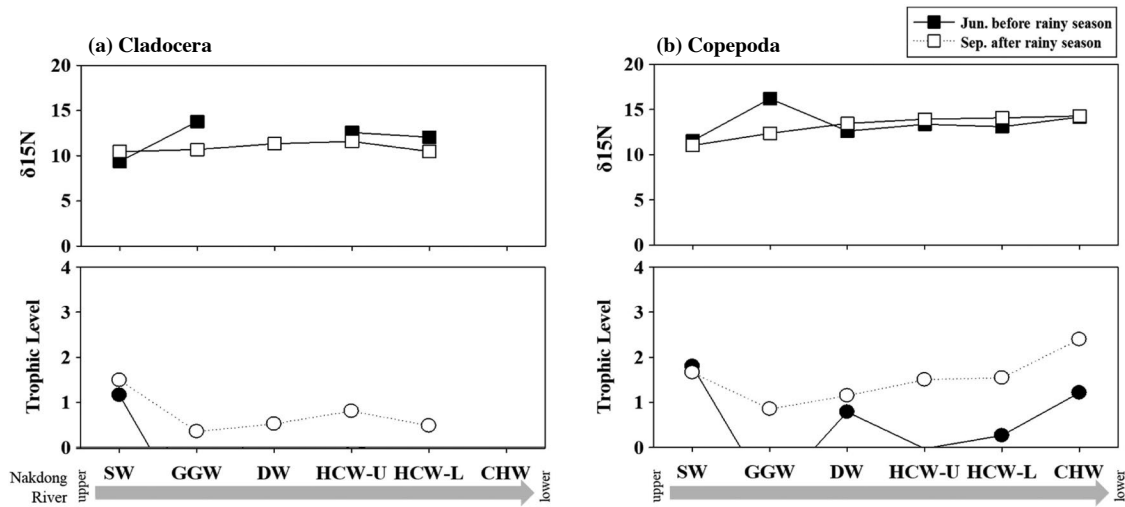 Jun. before rainy season
Sep. after rainy season
(a) Cladocera
(b) Copepoda
20
15
10
5
0
δ15N
20
15
10
5
0
δ15N
4
3
2
1
0
Trophic Level
4
3
2
1
0
Trophic Level
SW GGW DW HCW-U HCW-L CHW
SW GGW DW HCW-U HCW-L CHW
Nakdong
River
upper
lower
upper
lower